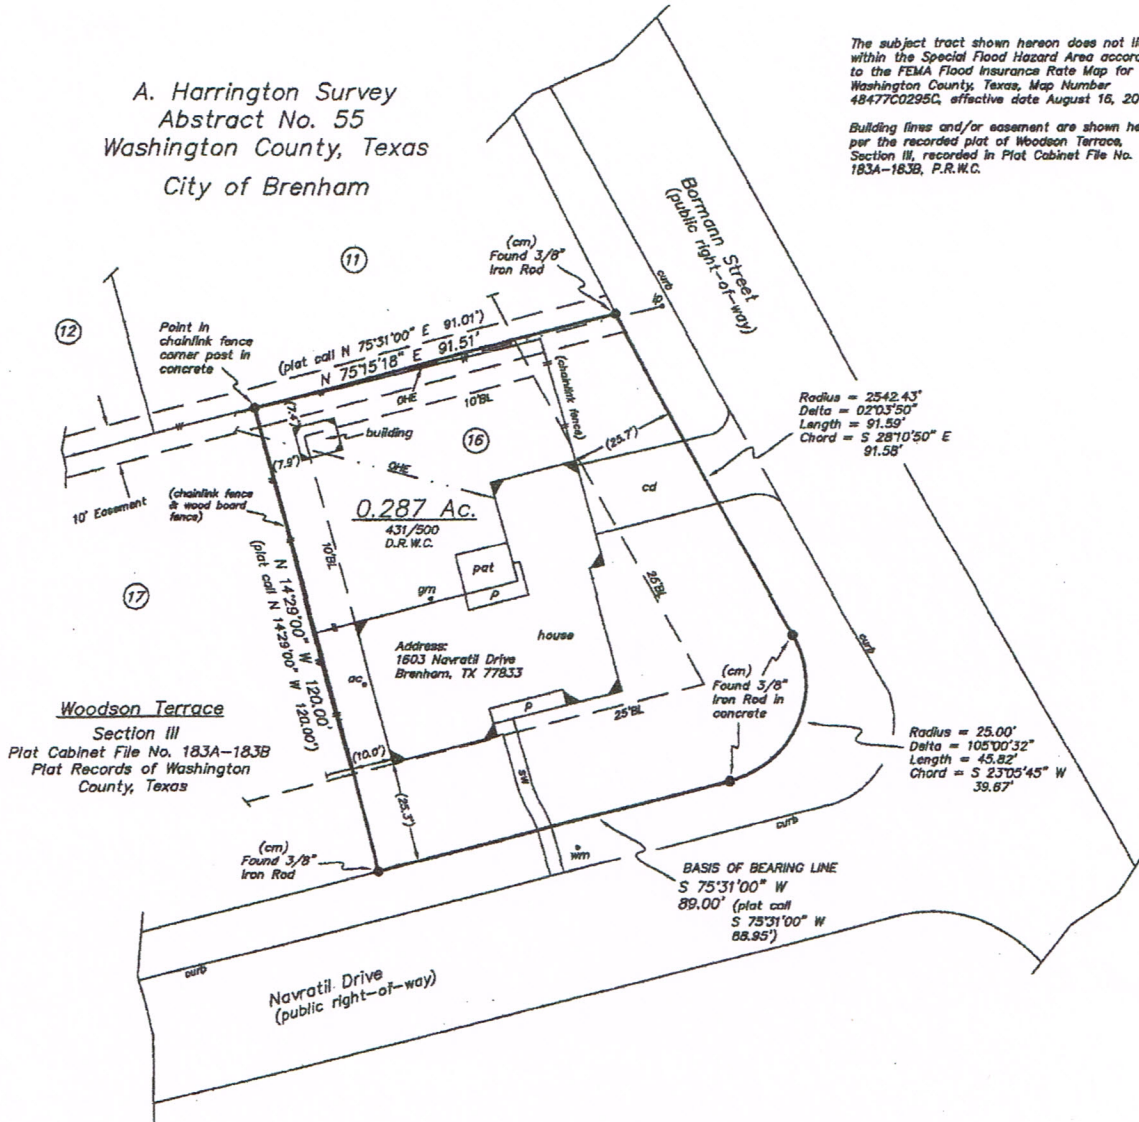 A. Harrington Survey
Abstract No. 55
Washington County, Texas
City of Brenham
The subject tract shown hereon does not
within the Special Flood Hazard Area
to the FEMA Flood Insurance Rate Map for
Washington County, Texas, Map Number
48477C0295C, effective date August 16,
Building lines and/or easement are shown
per the recorded plat of Woodson Terrace,
Section III, recorded in Plat Cabinet File No.
183A-183B, P.R.W.C.
Bormann Street
(public right-of-way)
curb
11
(cm)
Found 3/8"
Iron Rod
12
Point in
chainlink fence
corner post in
concrete
(plat call N 75°31'00" E 91.01')
N 75°15'18" E 91.51'
OHE
10'BL
(chainlink fence)
(7.4')
building
16
(25.7')
Radius = 2542.43'
Delta = 02°03'50"
Length = 91.59'
Chord = S 28°10'50" E
91.58'
(7.9')
OHE
cd
10' Easement
(chainlink fence
& wood board
fence)
0.287 Ac.
431/500
D.R.W.C.
10'BL
N 14°29'00" W 120.00'
(plat call N 14°29'00" W 120.00')
pat
p
25'BL
17
gm
house
Address:
1603 Navratil Drive
Brenham, TX 77833
curb
ac
(cm)
Found 3/8"
Iron Rod in
concrete
Woodson Terrace
Section III
Plat Cabinet File No. 183A-183B
Plat Records of Washington
County, Texas
p
25'BL
Radius = 25.00'
Delta = 105°00'32"
Length = 45.82'
Chord = S 23°05'45" W
39.67'
(10.0')
sw
(25.3')
curb
(cm)
Found 3/8"
Iron Rod
wm
BASIS OF BEARING LINE
S 75°31'00" W
89.00' (plat call
S 75°31'00" W
88.95')
curb
Navratil Drive
(public right-of-way)